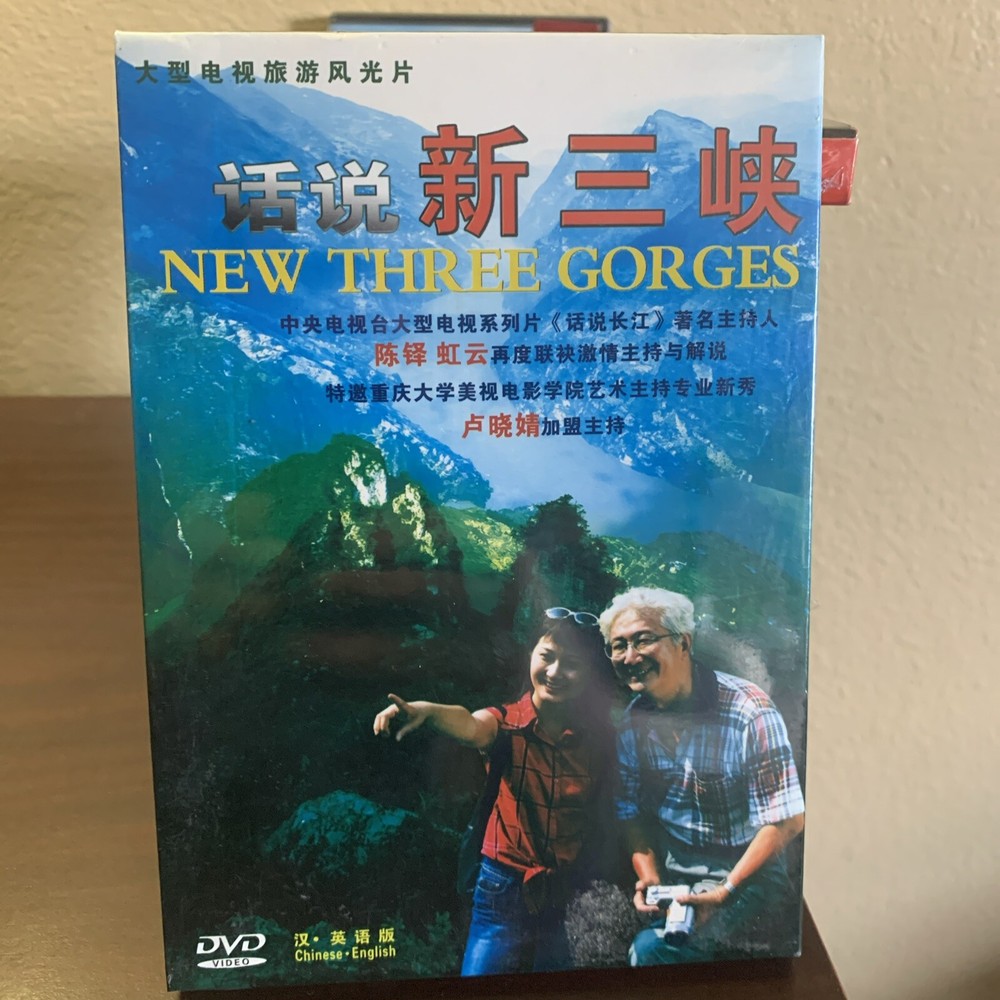 大型电视旅游风光片
话说 新三峡
NEW THREE GORGES
中央电视台大型电视系列片《话说长江》著名主持人
陈铎 虹云再度联袂激情主持与解说
特邀重庆大学美视电影学院艺术主持专业新秀
卢晓婧加盟主持
DVD
VIDEO
汉·英语版
Chinese·English